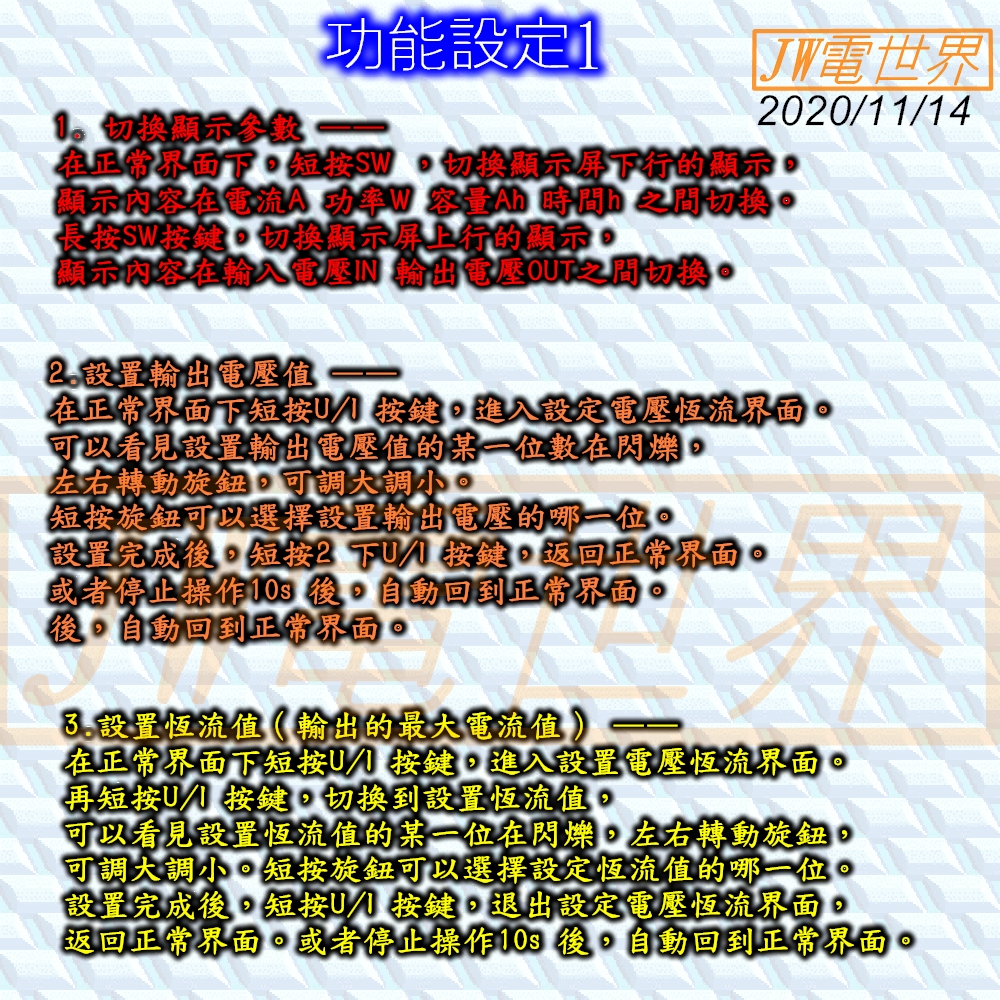 功能設定1
JW電世界
2020/11/14
1。切換顯示參數 ——
在正常界面下，短按SW ，切換顯示屏下行的顯示，
顯示內容在電流A 功率W 容量Ah 時間h 之間切換。
長按SW按鍵，切換顯示屏上行的顯示，
顯示內容在輸入電壓IN 輸出電壓OUT之間切換。
2.設置輸出電壓值 ——
在正常界面下短按U/I 按鍵，進入設定電壓恆流界面。
可以看見設置輸出電壓值的某一位數在閃爍，
左右轉動旋鈕，可調大調小。
短按旋鈕可以選擇設置輸出電壓的哪一位。
設置完成後，短按2 下U/I 按鍵，返回正常界面。
或者停止操作10s 後，自動回到正常界面。
後，自動回到正常界面。
JW電世界
3.設置恆流值（輸出的最大電流值） ——
在正常界面下短按U/I 按鍵，進入設置電壓恆流界面。
再短按U/I 按鍵，切換到設置恆流值，
可以看見設置恆流值的某一位在閃爍，左右轉動旋鈕，
可調大調小。短按旋鈕可以選擇設定恆流值的哪一位。
設置完成後，短按U/I 按鍵，退出設定電壓恆流界面，
返回正常界面。或者停止操作10s 後，自動回到正常界面。